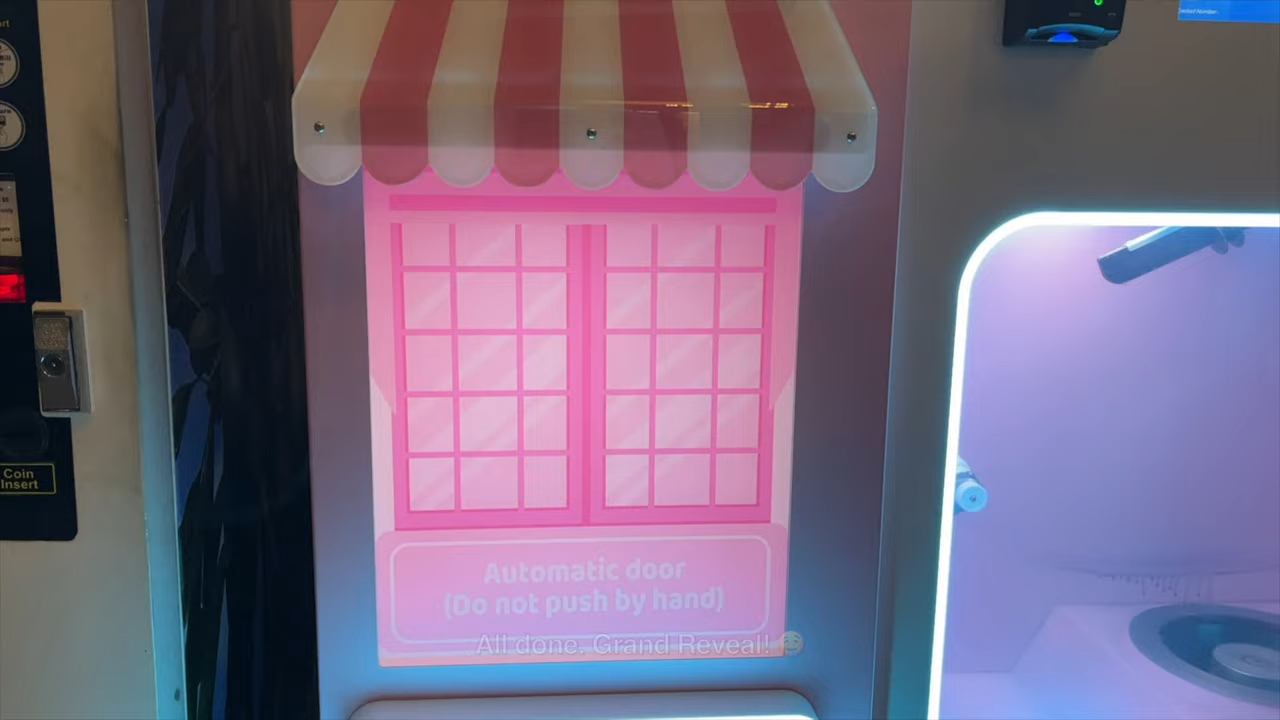 Coin
Insert
Automatic door
(Do not push by hand)
All done. Grand Reveal! 😉